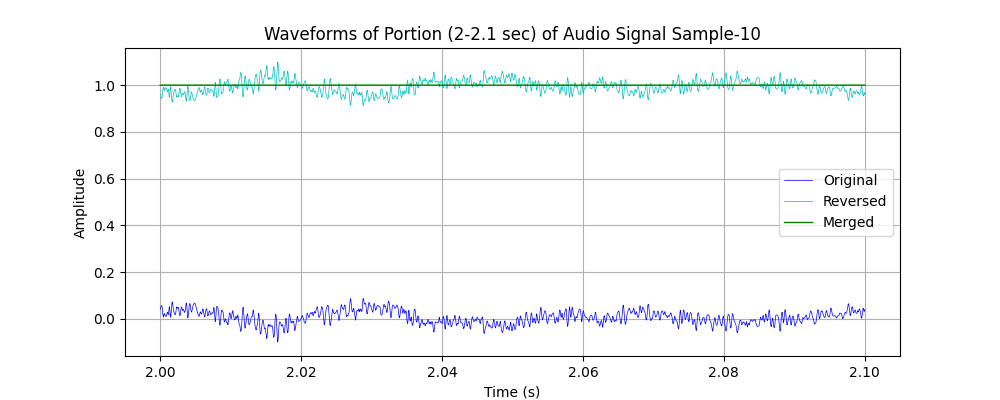 Waveforms of Portion (2-2.1 sec) of Audio Signal Sample-10
Amplitude
1.0
0.8
0.6
0.4
0.2
0.0
Original
Reversed
Merged
2.00 2.02 2.04 2.06 2.08 2.10
Time (s)